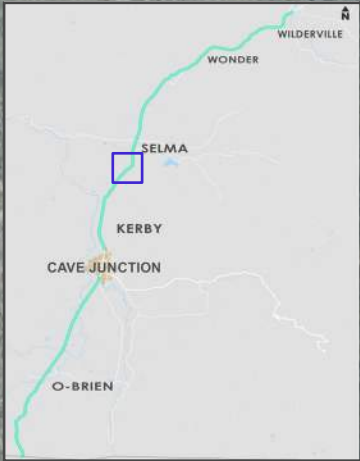 N
WILDERVILLE
WONDER
SELMA
KERBY
CAVE JUNCTION
O-BRIEN